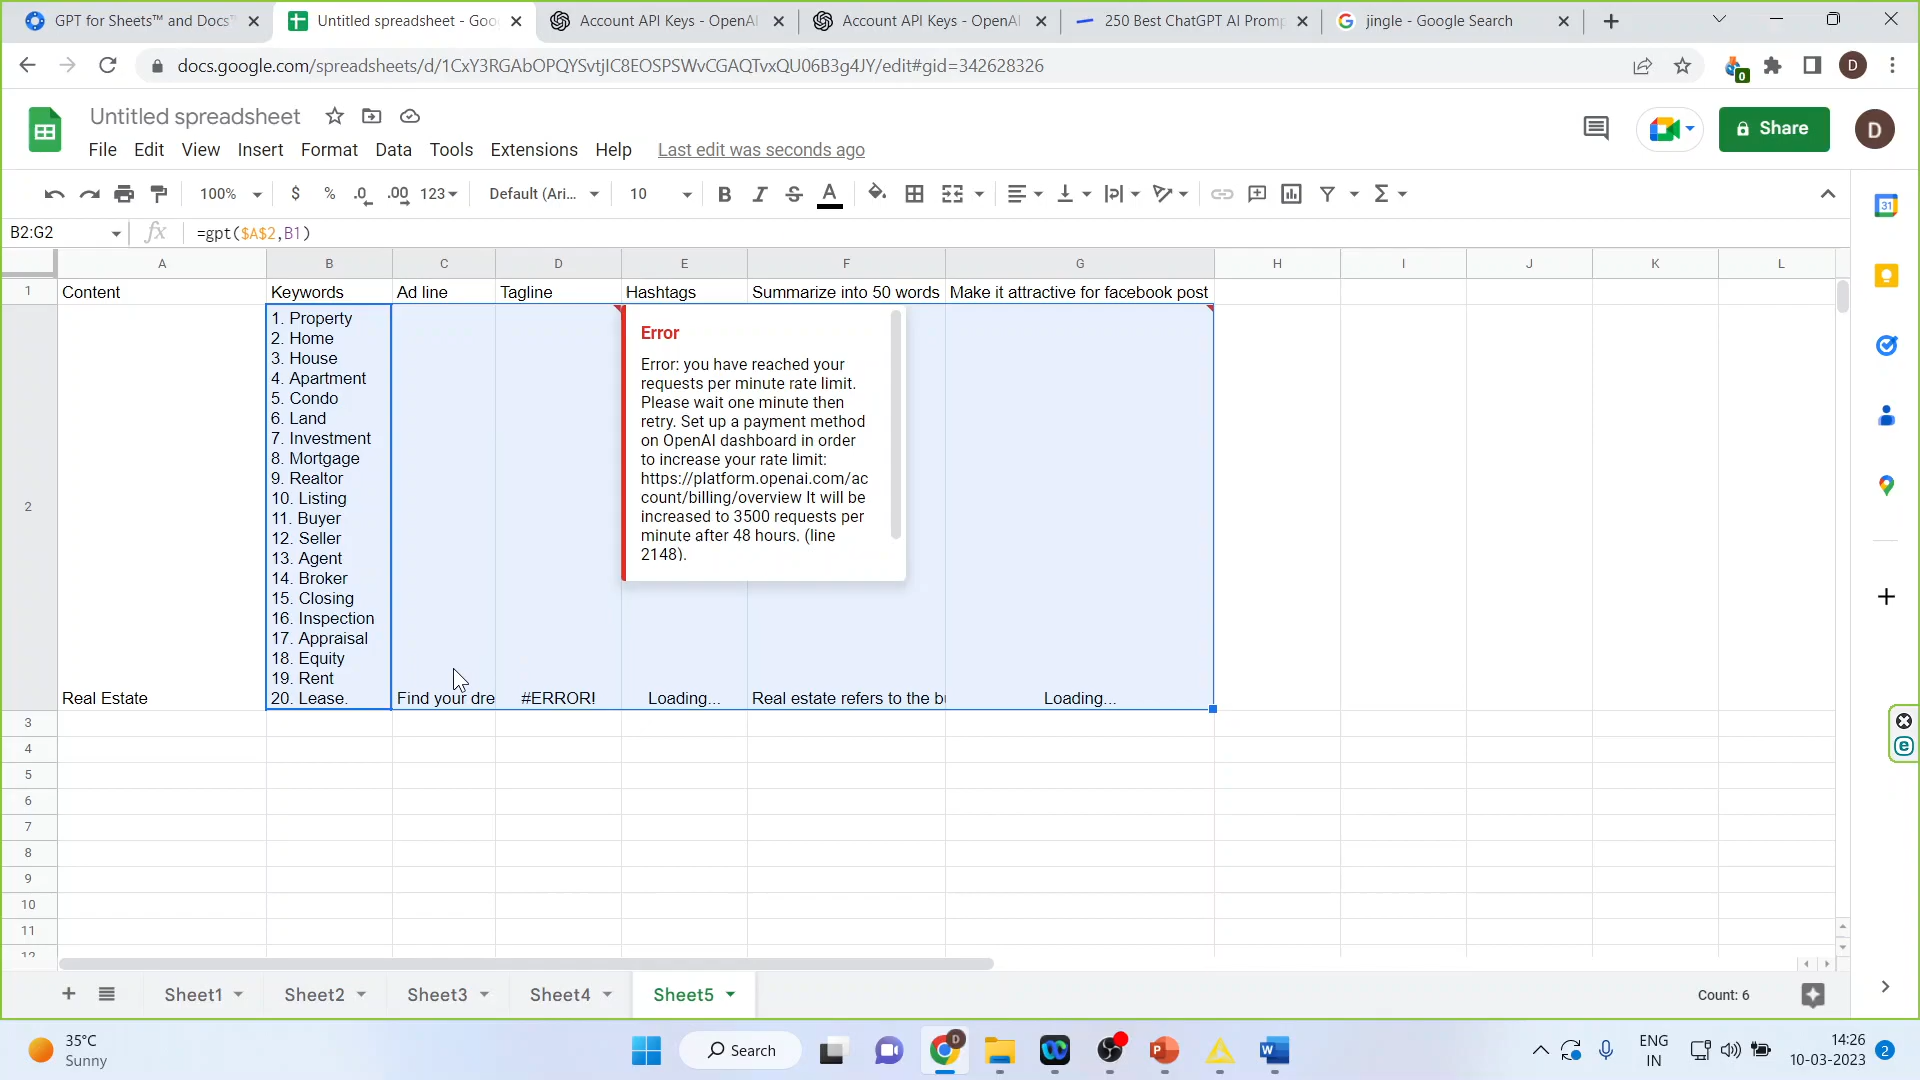 GPT for Sheets™ and Docs™
Untitled spreadsheet - Goo
Account API Keys - OpenAI
Account API Keys - OpenAI
250 Best ChatGPT AI Promp
jingle - Google Search
docs.google.com/spreadsheets/d/1CxY3RGAbOPQYSvtjIC8EOSPSWvCGAQTvxQU06B3g4JY/edit#gid=342628326
0
D
Untitled spreadsheet
File Edit View Insert Format Data Tools Extensions Help Last edit was seconds ago
Share
D
100% $ % .0 .00 123 Default (Ari... 10 B I S A
31
B2:G2 fx =gpt($A$2,B1)
A B C D E F G H I J K L
1 Content Keywords Ad line Tagline Hashtags Summarize into 50 words Make it attractive for facebook post
2
1. Property
2. Home
3. House
4. Apartment
5. Condo
6. Land
7. Investment
8. Mortgage
9. Realtor
10. Listing
11. Buyer
12. Seller
13. Agent
14. Broker
15. Closing
16. Inspection
17. Appraisal
18. Equity
19. Rent
20. Lease.
Error
Error: you have reached your
requests per minute rate limit.
Please wait one minute then
retry. Set up a payment method
on OpenAI dashboard in order
to increase your rate limit:
https://platform.openai.com/ac
count/billing/overview It will be
increased to 3500 requests per
minute after 48 hours. (line
2148).
Real Estate Find your dre #ERROR! Loading... Real estate refers to the bu Loading...
3
4
5
6
7
8
9
10
11
12
Sheet1 Sheet2 Sheet3 Sheet4 Sheet5
Count: 6
35°C
Sunny
Search
D
ENG
IN
14:26
10-03-2023
2